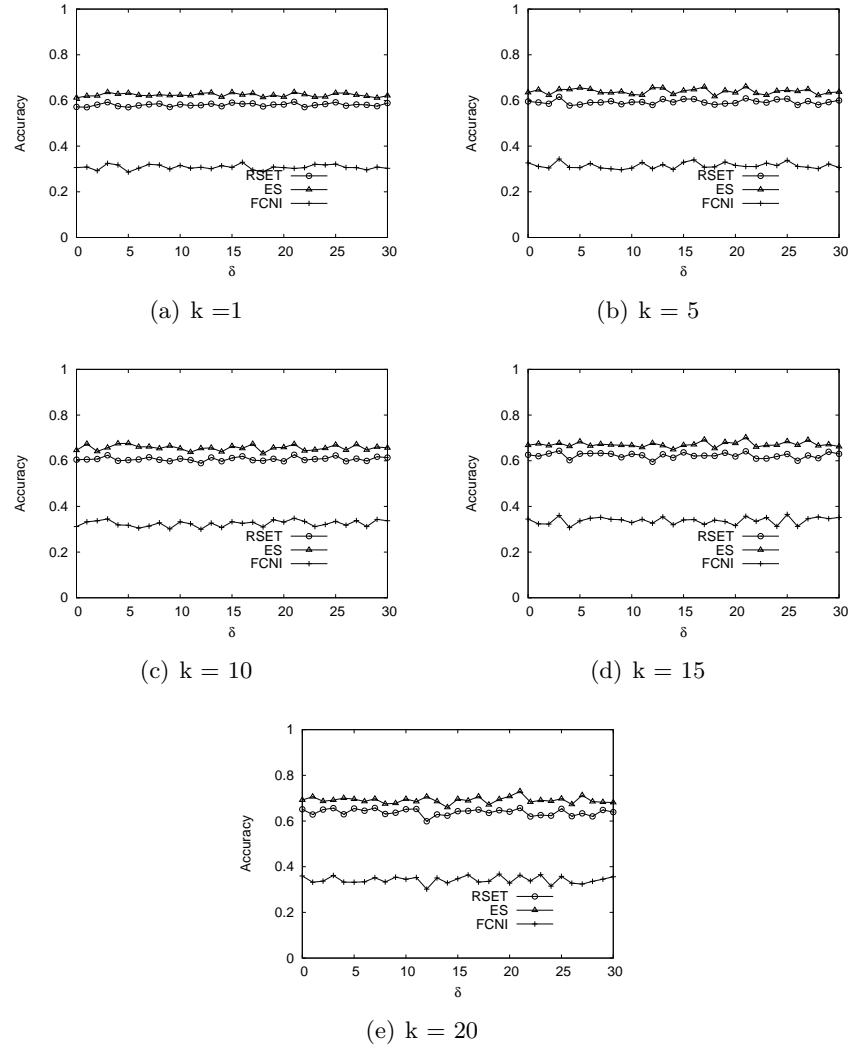 1
0.8
0.6
0.4
0.2
0
Accuracy
RSET
ES
FCNI
0 5 10 15 20 25 30
δ
(a) k =1
1
0.8
0.6
0.4
0.2
0
Accuracy
RSET
ES
FCNI
0 5 10 15 20 25 30
δ
(b) k = 5
1
0.8
0.6
0.4
0.2
0
Accuracy
RSET
ES
FCNI
0 5 10 15 20 25 30
δ
(c) k = 10
1
0.8
0.6
0.4
0.2
0
Accuracy
RSET
ES
FCNI
0 5 10 15 20 25 30
δ
(d) k = 15
1
0.8
0.6
0.4
0.2
0
Accuracy
RSET
ES
FCNI
0 5 10 15 20 25 30
δ
(e) k = 20